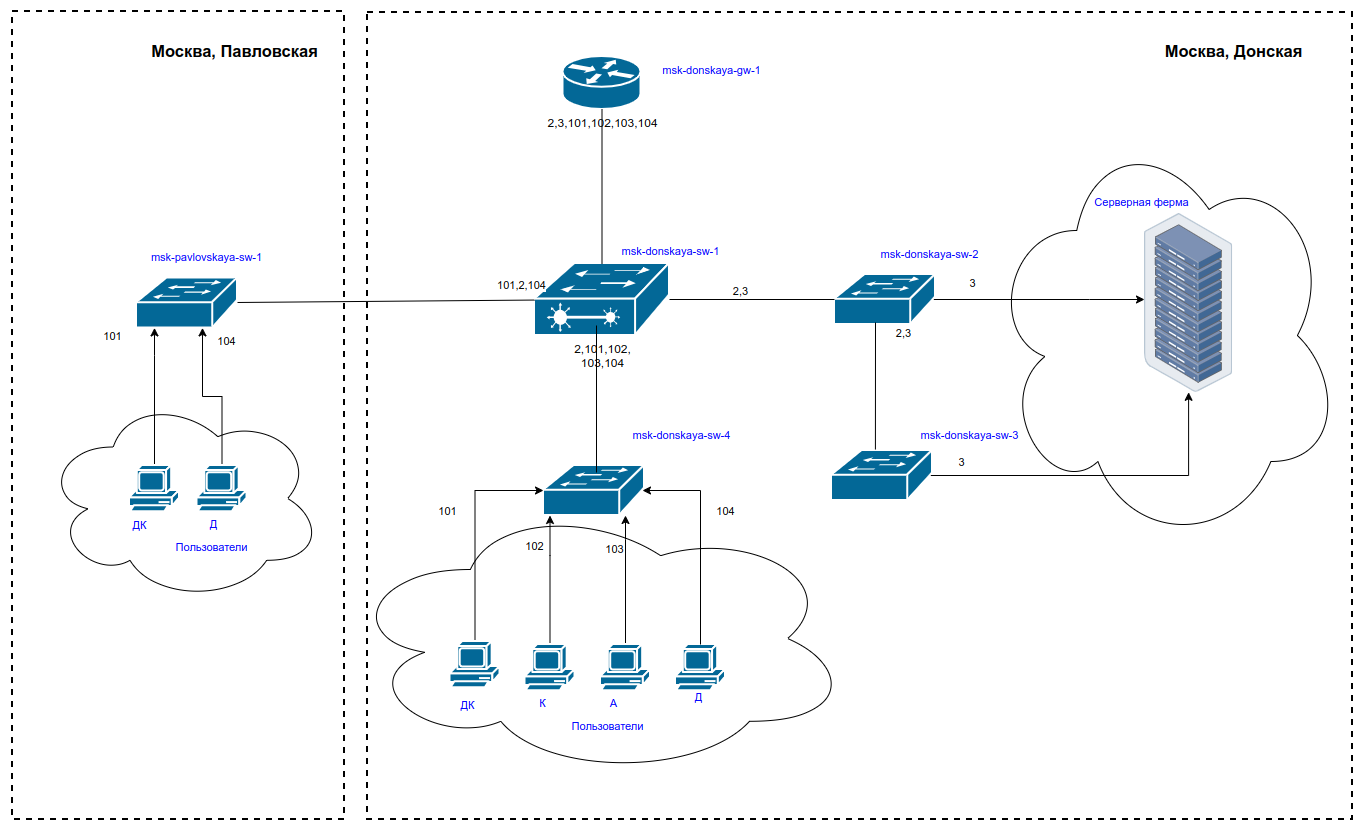 Москва, Павловская
Москва, Донская
msk-donskaya-gw-1
2,3,101,102,103,104
Серверная ферма
msk-pavlovskaya-sw-1
msk-donskaya-sw-1
msk-donskaya-sw-2
101,2,104
2,3
3
101
104
2,101,102,
103,104
2,3
msk-donskaya-sw-4
msk-donskaya-sw-3
3
101
102
103
104
ДК
Д
Пользователи
ДК
К
А
Д
Пользователи